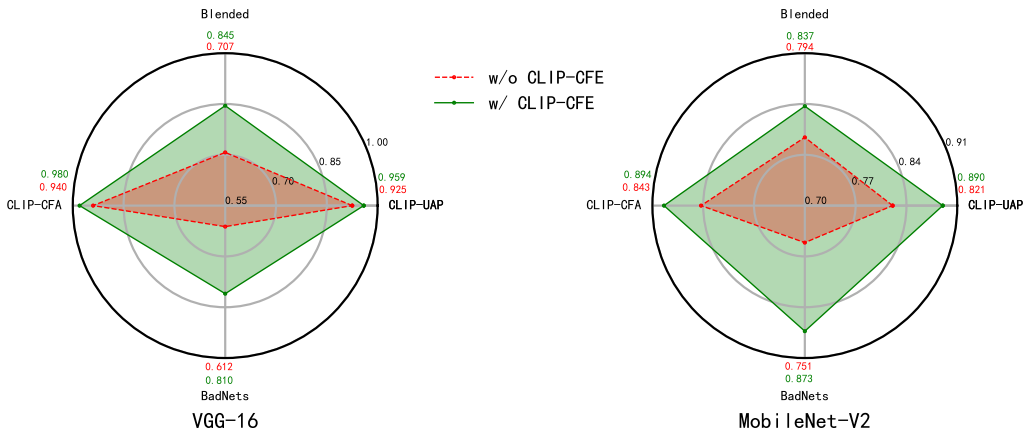 Blended
0.845
0.707
1.00
0.85
0.70
0.55
0.980
0.940
CLIP-CFA
0.959
0.925
CLIP-UAP
0.612
0.810
BadNets
VGG-16
w/o CLIP-CFE
w/ CLIP-CFE
Blended
0.837
0.794
0.91
0.84
0.77
0.70
0.894
0.843
CLIP-CFA
0.890
0.821
CLIP-UAP
0.751
0.873
BadNets
MobileNet-V2